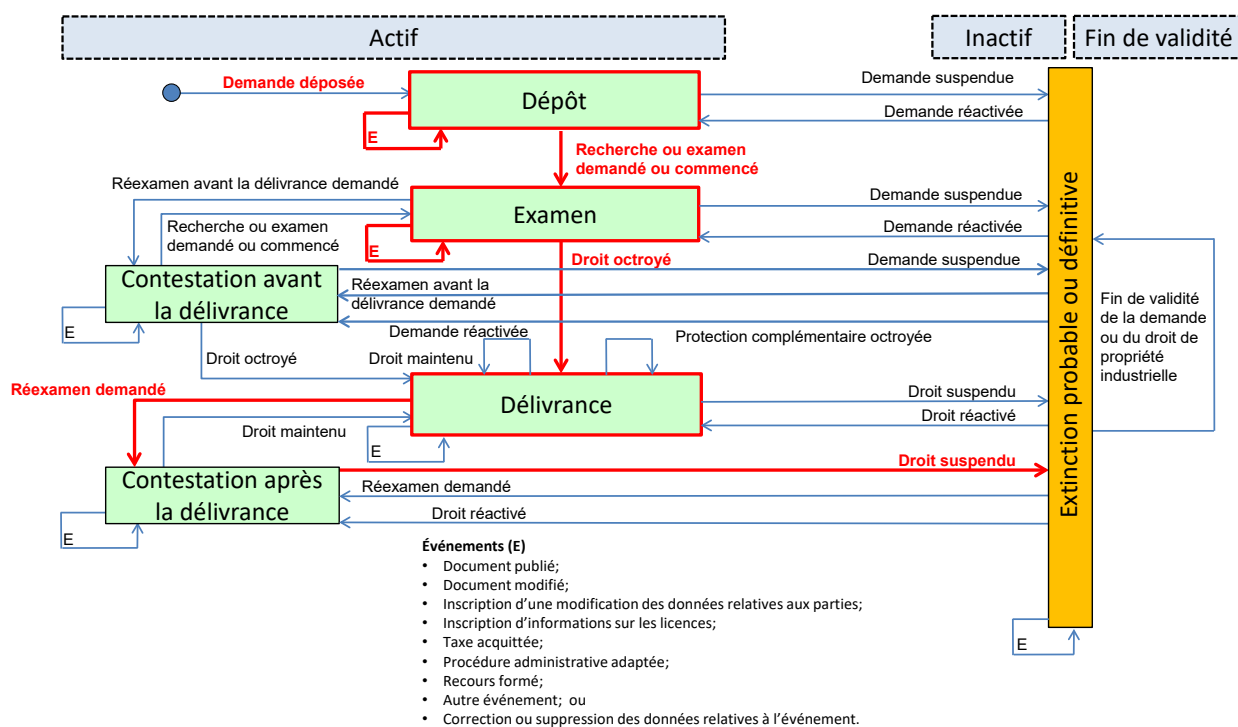 Actif
Inactif
Fin de validité
Demande déposée
Dépôt
Demande suspendue
Demande réactivée
E
Recherche ou examen
demandé ou commencé
Réexamen avant la délivrance demandé
Recherche ou examen
demandé ou commencé
Examen
Demande suspendue
Demande réactivée
E
Droit octroyé
Contestation avant
la délivrance
Demande suspendue
Réexamen avant la
délivrance demandé
Demande réactivée
E
Fin de validité
de la demande
ou du droit de
propriété
industrielle
Extinction probable ou définitive
Droit octroyé
Droit maintenu
Protection complémentaire octroyée
Réexamen demandé
Délivrance
Droit suspendu
Droit réactivé
Droit maintenu
E
Contestation après
la délivrance
Droit suspendu
Réexamen demandé
Droit réactivé
E
E
Événements (E)
• Document publié;
• Document modifié;
• Inscription d’une modification des données relatives aux parties;
• Inscription d’informations sur les licences;
• Taxe acquittée;
• Procédure administrative adaptée;
• Recours formé;
• Autre événement; ou
• Correction ou suppression des données relatives à l’événement.